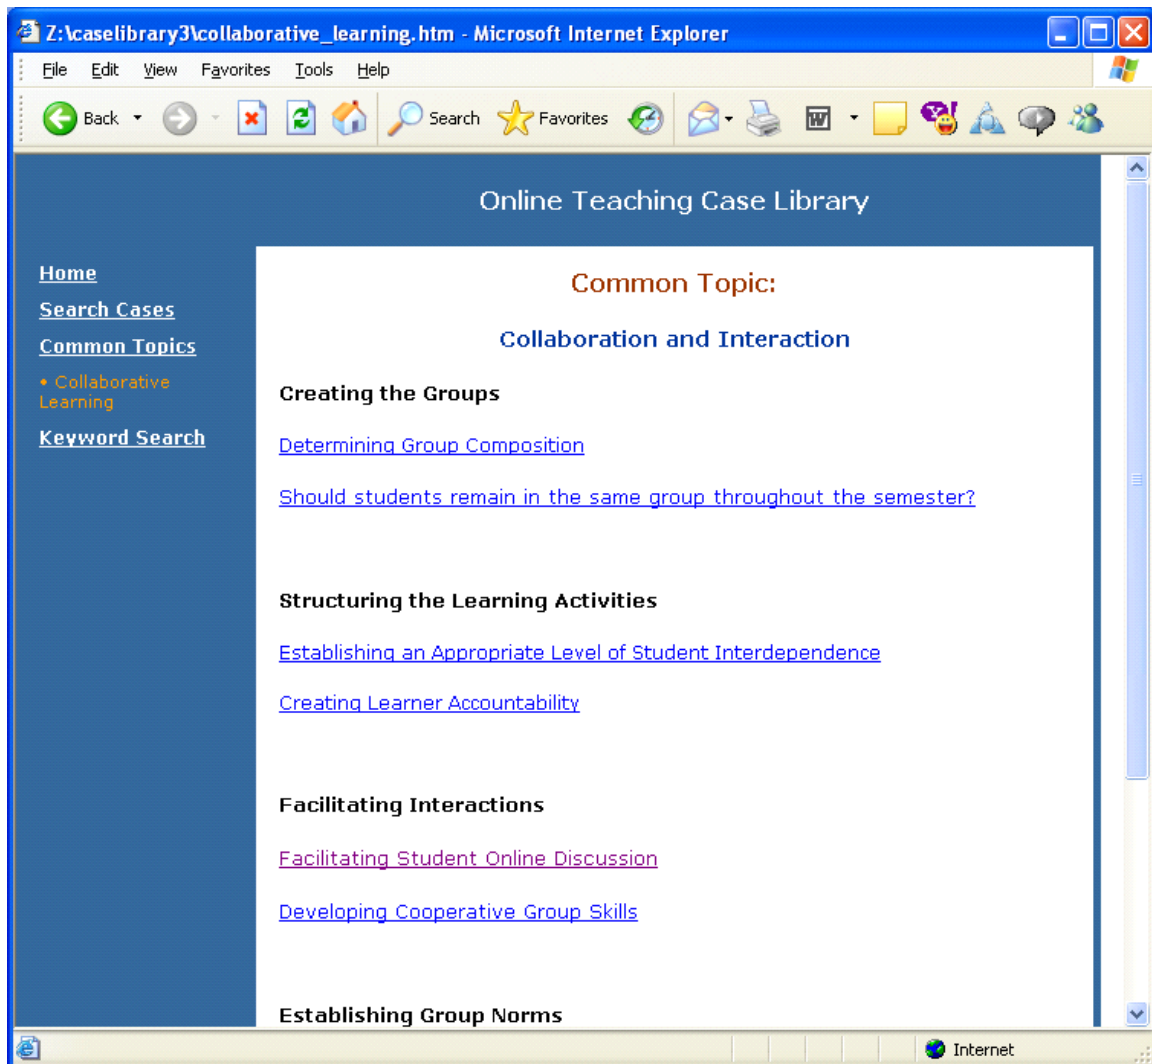 Z:\caselibrary3\collaborative_learning.htm - Microsoft Internet Explorer
File Edit View Favorites Tools Help
Back Search Favorites
Online Teaching Case Library
Home
Search Cases
Common Topics
• Collaborative
Learning
Keyword Search
Common Topic:
Collaboration and Interaction
Creating the Groups
Determining Group Composition
Should students remain in the same group throughout the semester?
Structuring the Learning Activities
Establishing an Appropriate Level of Student Interdependence
Creating Learner Accountability
Facilitating Interactions
Facilitating Student Online Discussion
Developing Cooperative Group Skills
Establishing Group Norms
Internet